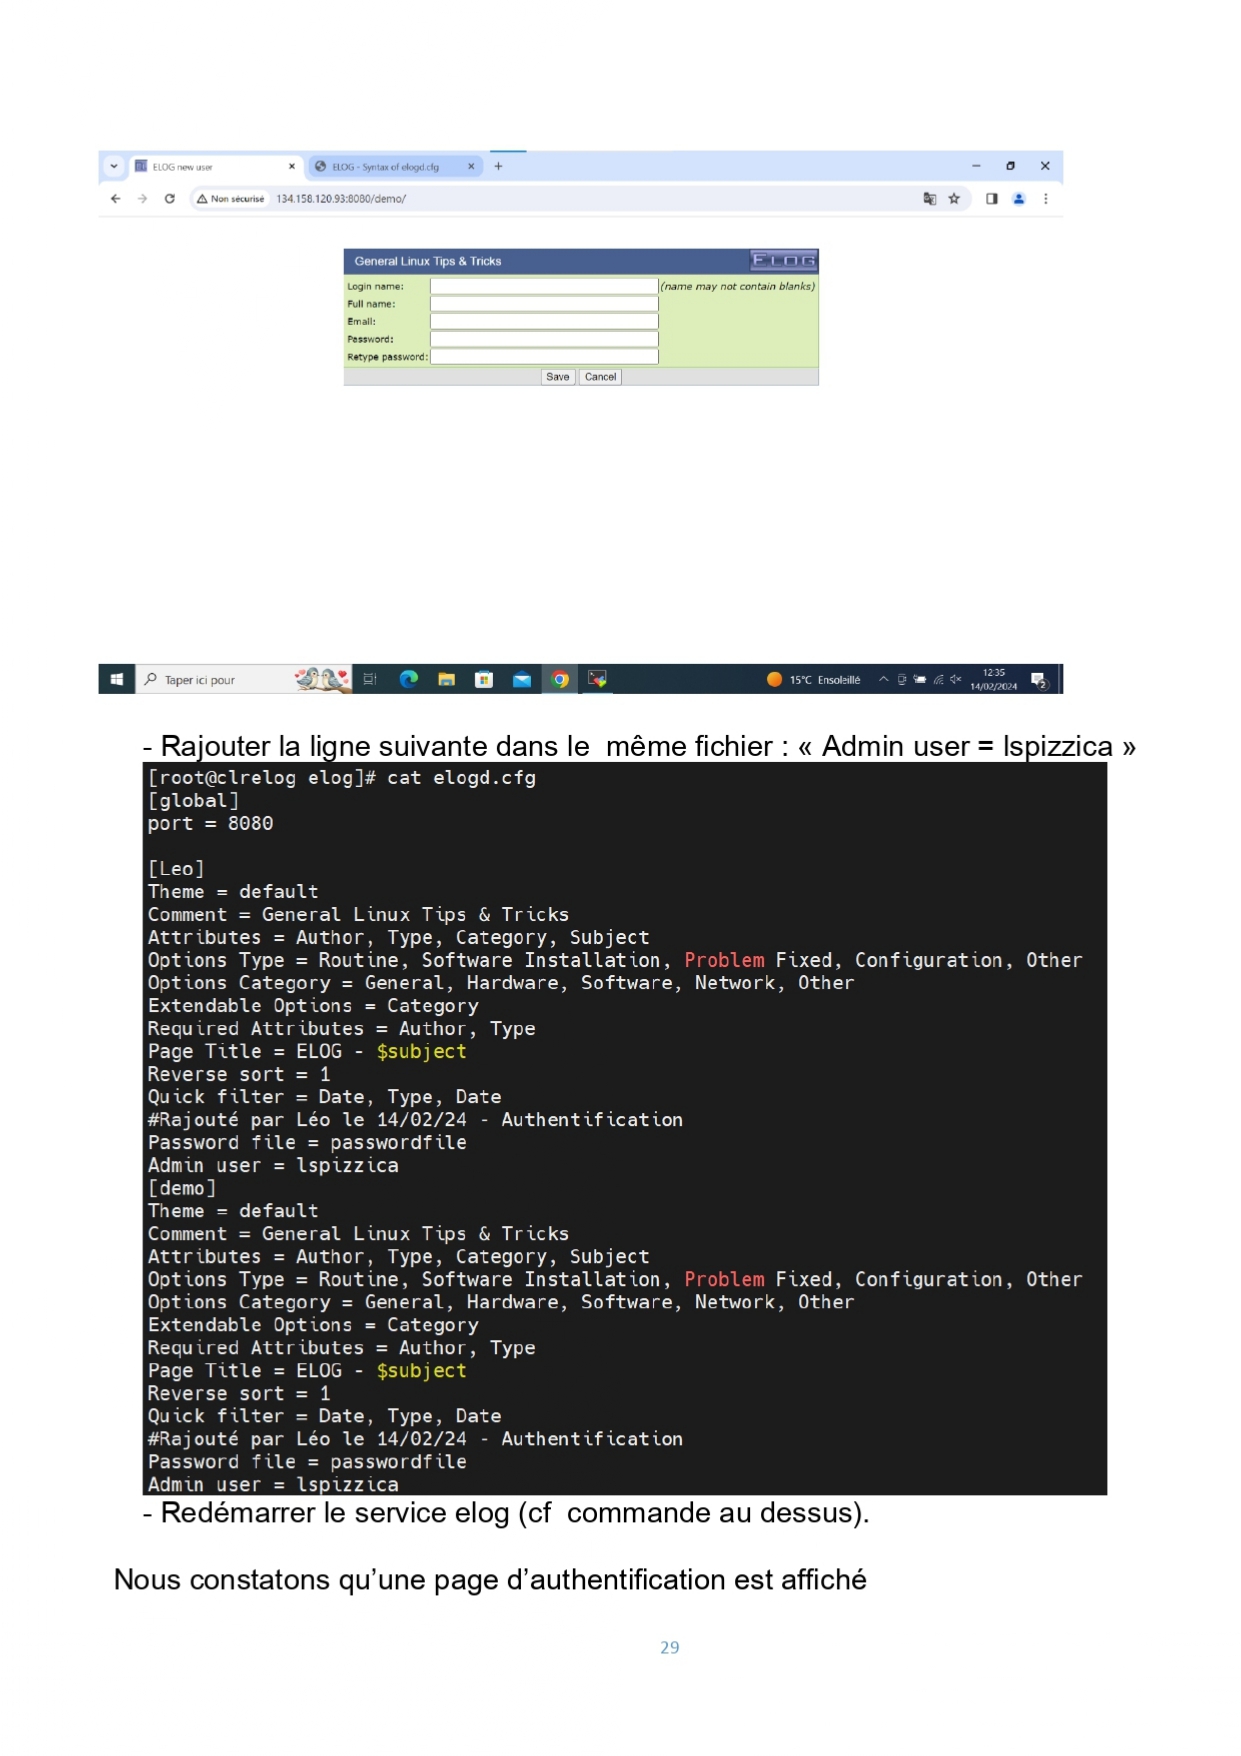 ELOG new user
ELOG - Syntax of elogd.cfg
Non sécurisé 134.158.120.93:8080/demo/
General Linux Tips & Tricks ELOG
Login name: (name may not contain blanks)
Full name:
Email:
Password:
Retype password:
Save Cancel
Taper ici pour
15°C Ensoleillé
12:35
14/02/2024
2
- Rajouter la ligne suivante dans le même fichier : « Admin user = lspizzica »
[root@clrelog elog]# cat elogd.cfg
[global]
port = 8080
[Leo]
Theme = default
Comment = General Linux Tips & Tricks
Attributes = Author, Type, Category, Subject
Options Type = Routine, Software Installation, Problem Fixed, Configuration, Other
Options Category = General, Hardware, Software, Network, Other
Extendable Options = Category
Required Attributes = Author, Type
Page Title = ELOG - $subject
Reverse sort = 1
Quick filter = Date, Type, Date
#Rajouté par Léo le 14/02/24 - Authentification
Password file = passwordfile
Admin user = lspizzica
[demo]
Theme = default
Comment = General Linux Tips & Tricks
Attributes = Author, Type, Category, Subject
Options Type = Routine, Software Installation, Problem Fixed, Configuration, Other
Options Category = General, Hardware, Software, Network, Other
Extendable Options = Category
Required Attributes = Author, Type
Page Title = ELOG - $subject
Reverse sort = 1
Quick filter = Date, Type, Date
#Rajouté par Léo le 14/02/24 - Authentification
Password file = passwordfile
Admin user = lspizzica
- Redémarrer le service elog (cf commande au dessus).
Nous constatons qu’une page d’authentification est affiché
29